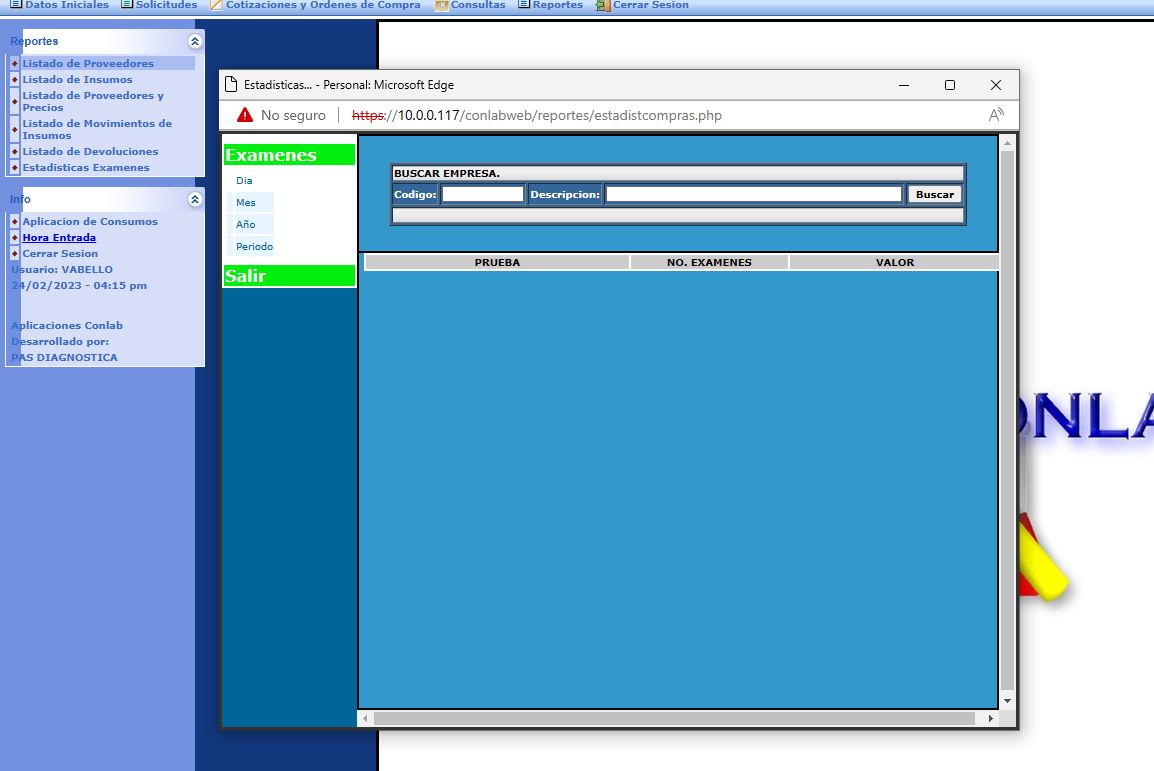 Datos Iniciales Solicitudes Cotizaciones y Ordenes de Compra Consultas Reportes Cerrar Sesion
Reportes
Listado de Proveedores
Listado de Insumos
Listado de Proveedores y
Precios
Listado de Movimientos de
Insumos
Listado de Devoluciones
Estadisticas Examenes
Info
Aplicacion de Consumos
Hora Entrada
Cerrar Sesion
Usuario: VABELLO
24/02/2023 - 04:15 pm
Aplicaciones Conlab
Desarrollado por:
PAS DIAGNOSTICA
Estadisticas... - Personal: Microsoft Edge
No seguro https://10.0.0.117/conlabweb/reportes/estadistcompras.php
Examenes
Dia
Mes
Año
Periodo
Salir
BUSCAR EMPRESA.
Codigo: Descripcion: Buscar
PRUEBA NO. EXAMENES VALOR
ONLA